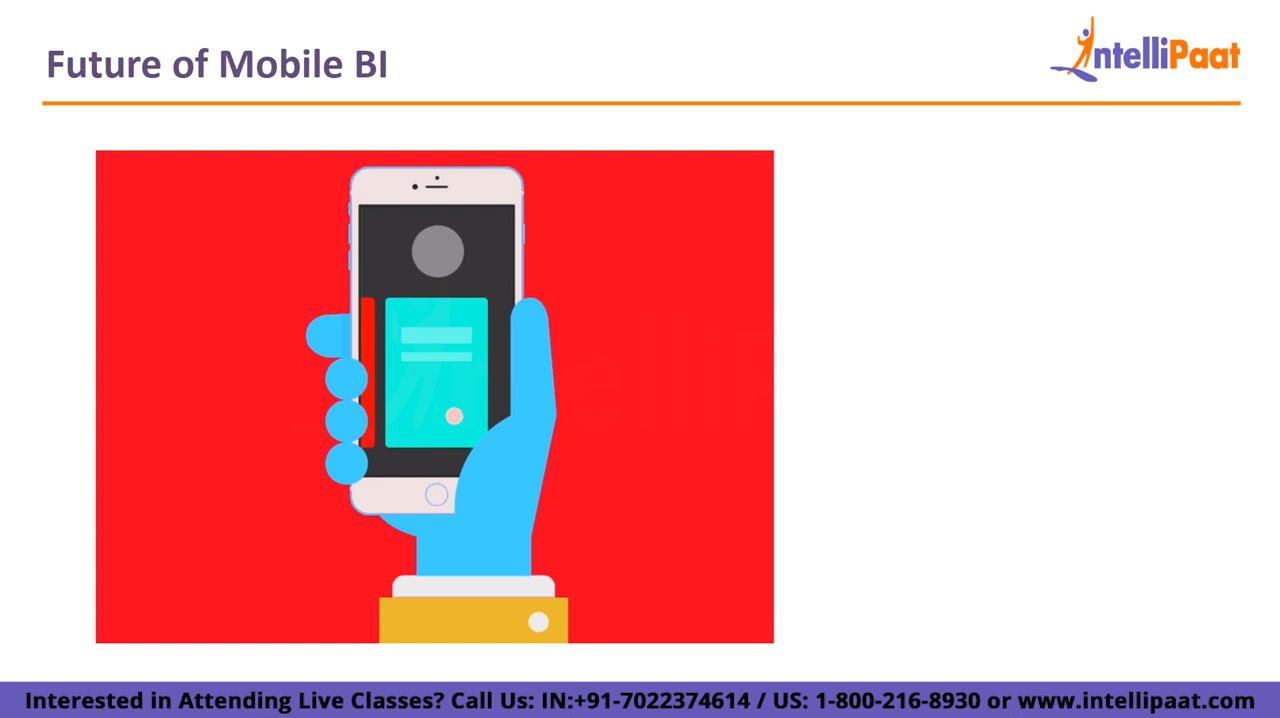 Future of Mobile BI
IntelliPaat
Interested in Attending Live Classes? Call Us: IN:+91-7022374614 / US: 1-800-216-8930 or www.intellipaat.com